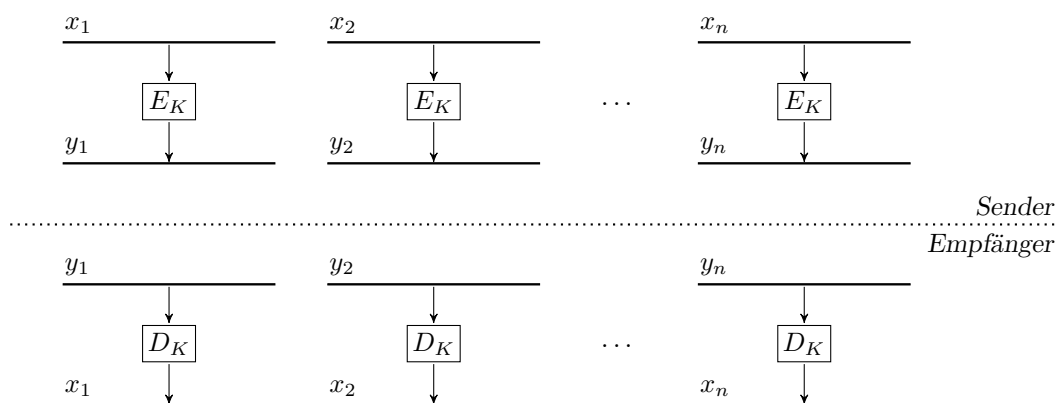 x_1 x_2 x_n
E_K E_K ... E_K
y_1 y_2 y_n
Sender
Empfänger
y_1 y_2 y_n
D_K D_K ... D_K
x_1 x_2 x_n